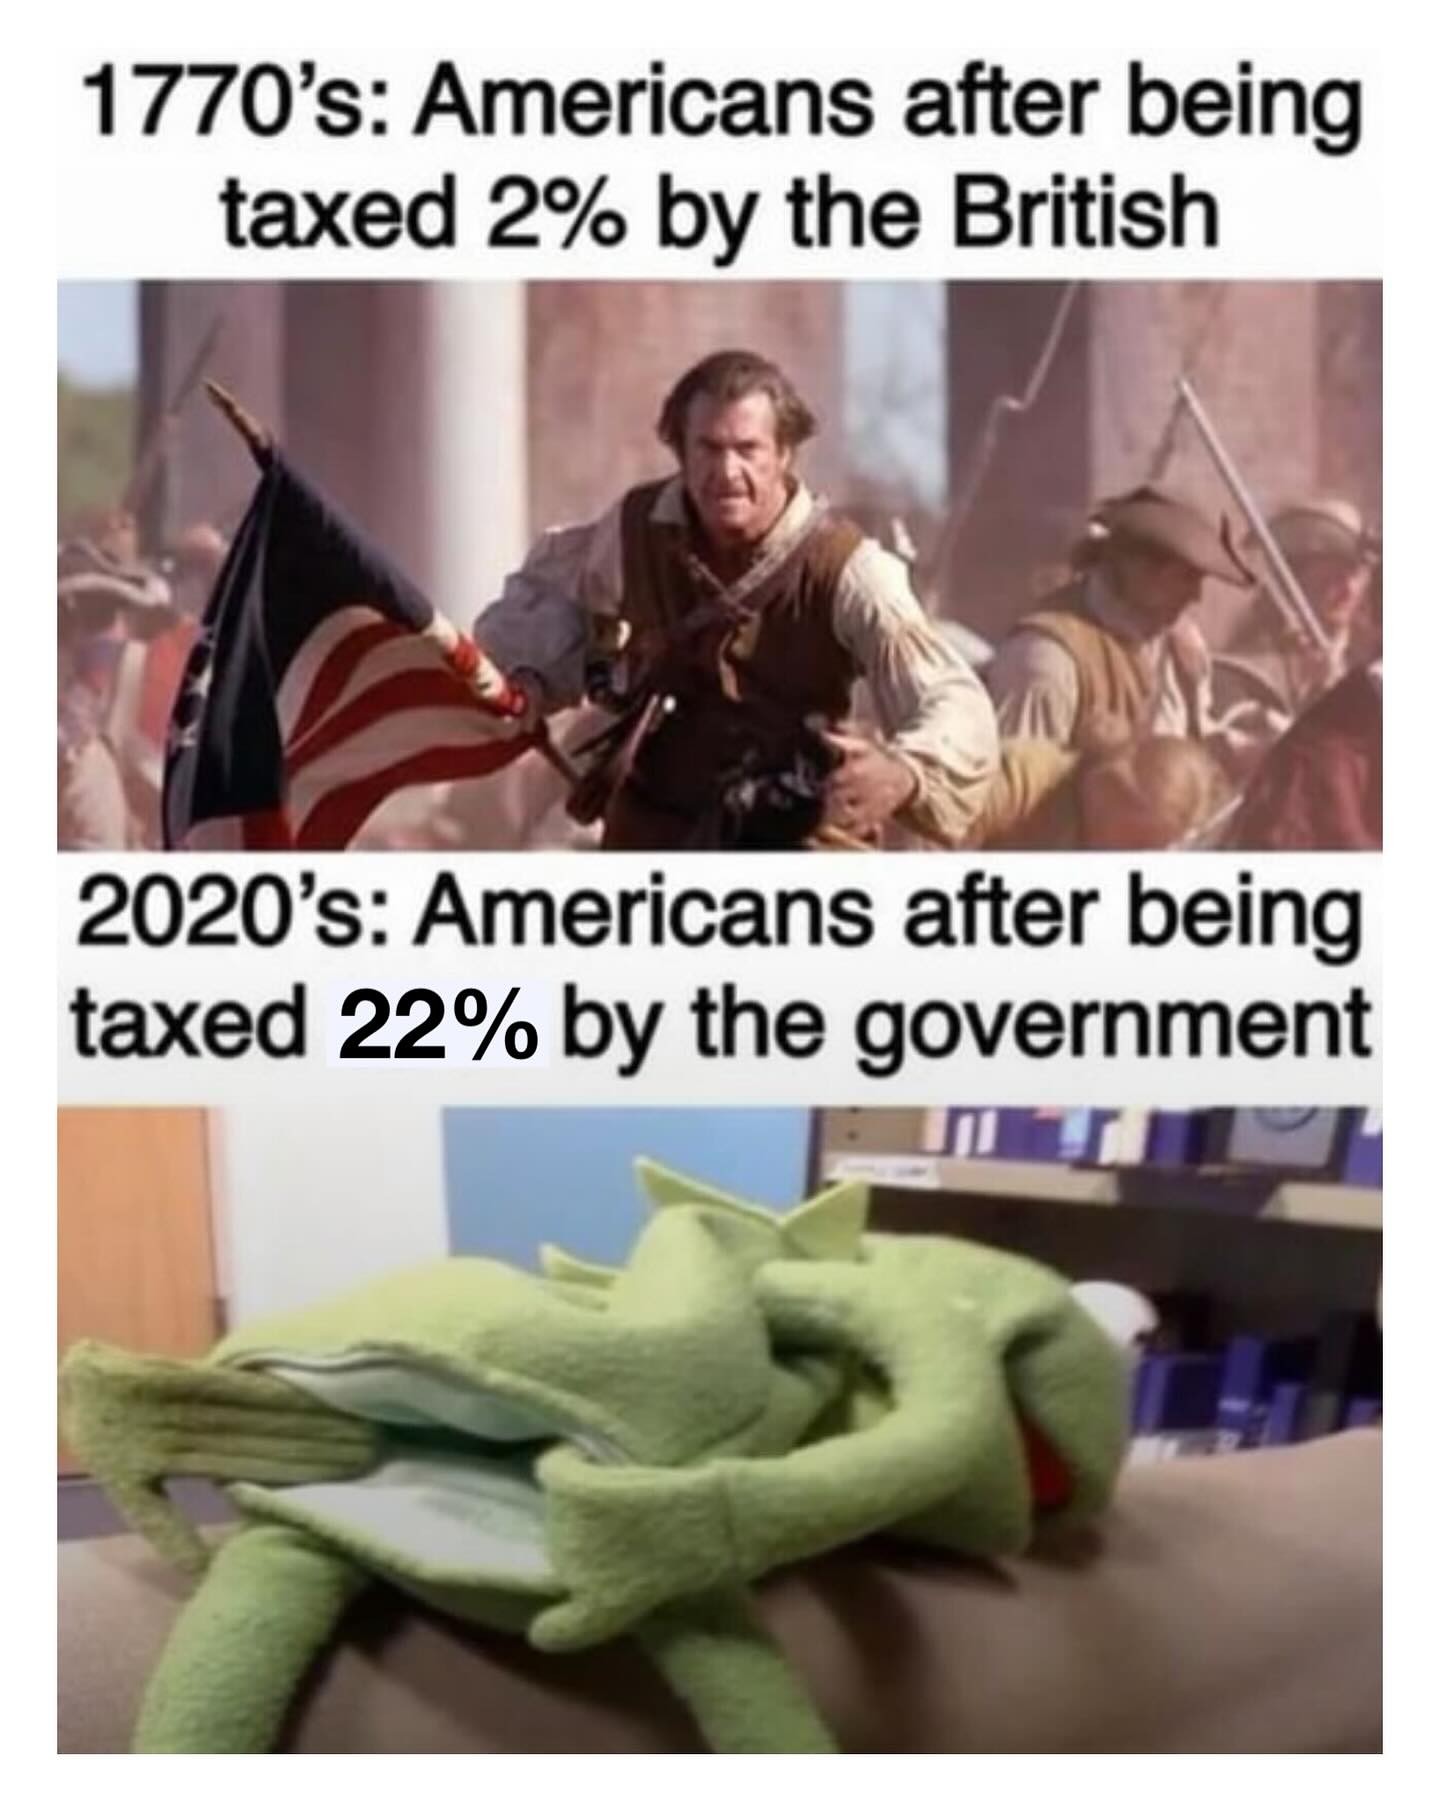 1770's: Americans after being
taxed 2% by the British
2020's: Americans after being
taxed 22% by the government